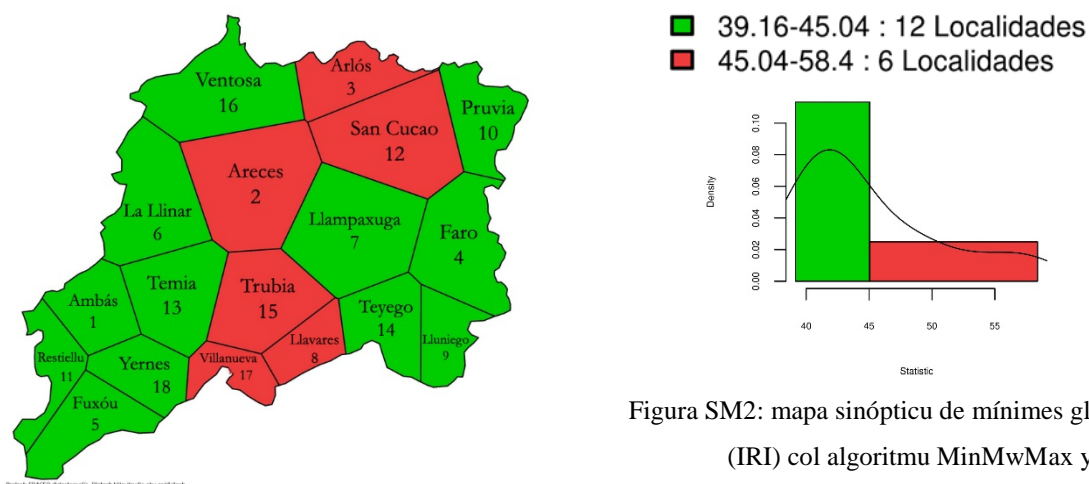 39.16-45.04 : 12 Localidades
45.04-58.4 : 6 Localidades
Ventosa
16
Arlós
3
San Cucao
12
Pruvia
10
Areces
2
La Llinar
6
Llampaxuga
7
Faro
4
Temia
13
Trubia
15
Teyego
14
Ambás
1
Llavares
8
Lluniego
9
Restiellu
11
Yernes
18
Villanueva
17
Fuxóu
5
Density
0.00
0.02
0.04
0.06
0.08
0.10
40
45
50
55
Statistic
Figura SM2: mapa sinópticu de mínimes gl
(IRI) col algoritmu MinMwMax y